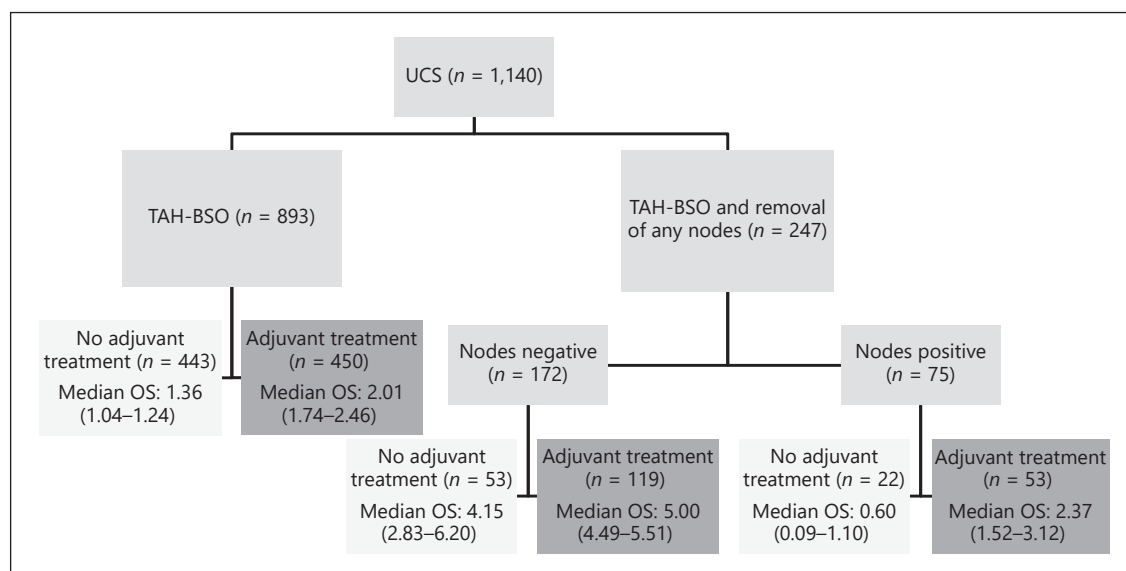 UCS (n = 1,140)
TAH-BSO (n = 893)
TAH-BSO and removal
of any nodes (n = 247)
No adjuvant
treatment (n = 443)
Median OS: 1.36
(1.04–1.24)
Adjuvant treatment
(n = 450)
Median OS: 2.01
(1.74–2.46)
Nodes negative
(n = 172)
Nodes positive
(n = 75)
No adjuvant
treatment (n = 53)
Median OS: 4.15
(2.83–6.20)
Adjuvant treatment
(n = 119)
Median OS: 5.00
(4.49–5.51)
No adjuvant
treatment (n = 22)
Median OS: 0.60
(0.09–1.10)
Adjuvant treatment
(n = 53)
Median OS: 2.37
(1.52–3.12)